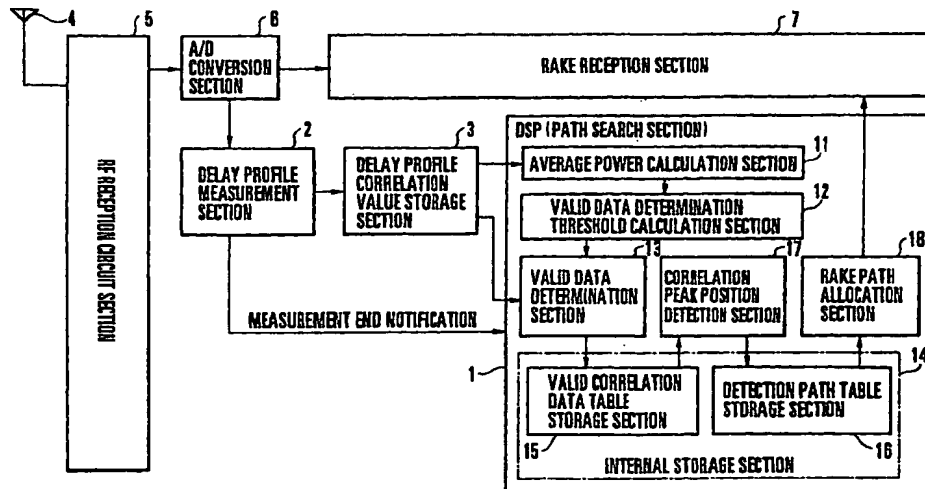 4
5
RF RECEPTION CIRCUIT SECTION
6
A/D
CONVERSION
SECTION
7
RAKE RECEPTION SECTION
2
DELAY PROFILE
MEASUREMENT
SECTION
3
DELAY PROFILE
CORRELATION
VALUE STORAGE
SECTION
MEASUREMENT END NOTIFICATION
1
DSP (PATH SEARCH SECTION)
11
AVERAGE POWER CALCULATION SECTION
12
VALID DATA DETERMINATION
THRESHOLD CALCULATION SECTION
13
VALID DATA
DETERMINATION
SECTION
17
CORRELATION
PEAK POSITION
DETECTION SECTION
18
RAKE PATH
ALLOCATION
SECTION
14
VALID CORRELATION
DATA TABLE
STORAGE SECTION
15
DETECTION PATH TABLE
STORAGE SECTION
16
INTERNAL STORAGE SECTION